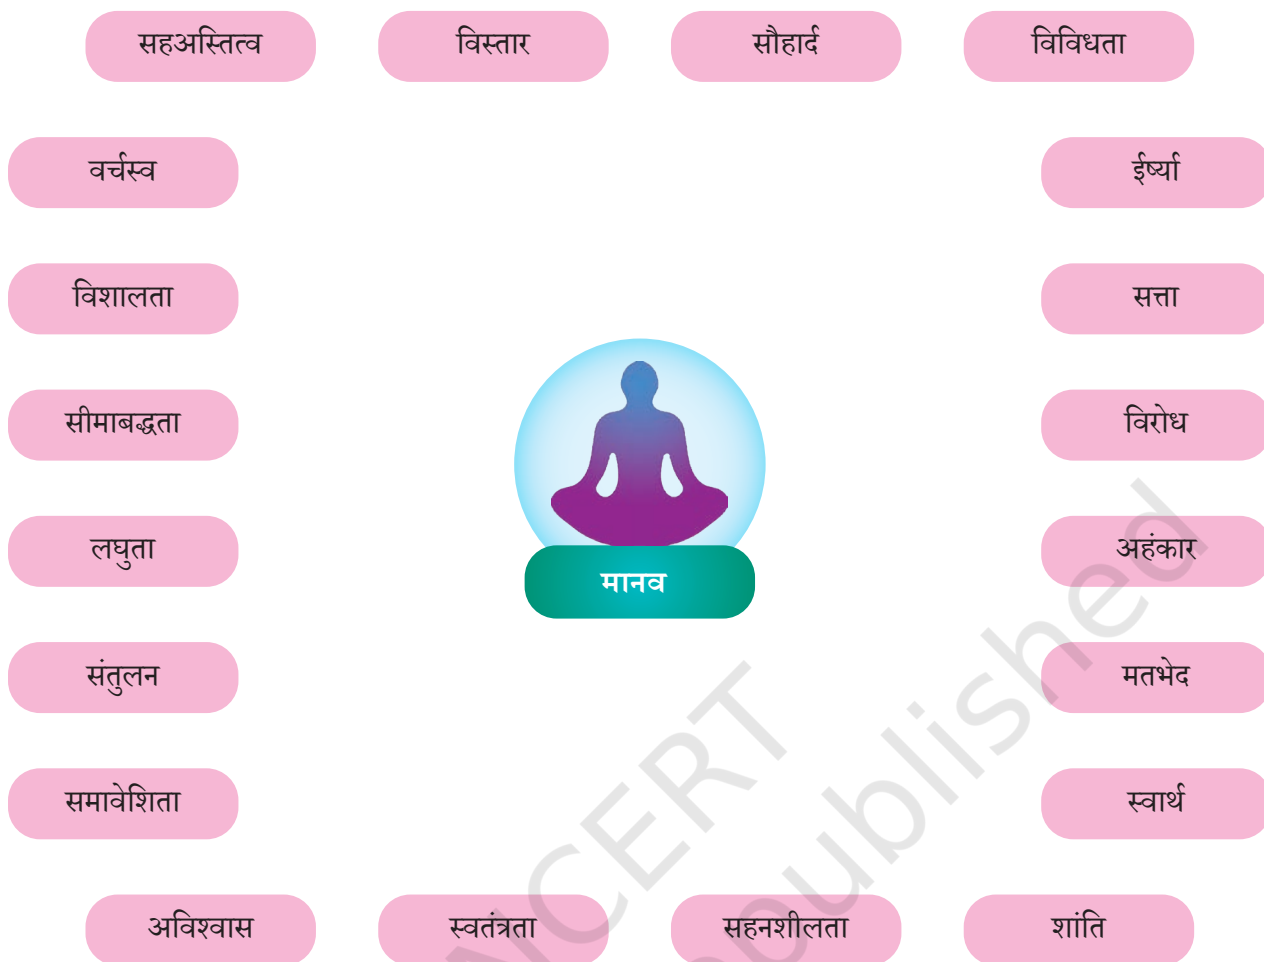 सहअस्तित्व विस्तार सौहार्द विविधता
वर्चस्व ईर्ष्या
विशालता सत्ता
सीमाबद्धता विरोध
लघुता अहंकार
मानव
संतुलन मतभेद
समावेशिता स्वार्थ
अविश्वास स्वतंत्रता सहनशीलता शांति
NCERT
published